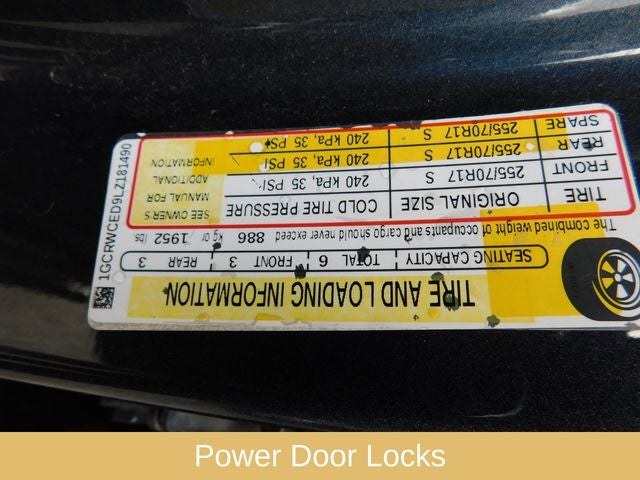 TIRE AND LOADING INFORMATION
SEATING CAPACITY TOTAL 6 FRONT 3 REAR 3
The combined weight of occupants and cargo should never exceed 886 kg or 1952 lbs
TIRE ORIGINAL SIZE COLD TIRE PRESSURE
FRONT 255/70R17 S 240 kPa, 35 PSI
REAR 255/70R17 S 240 kPa, 35 PSI
SPARE 255/70R17 S 240 kPa, 35 PSI
SEE OWNER'S
MANUAL FOR
ADDITIONAL
INFORMATION
1GCRWCED9LZ181490
Power Door Locks